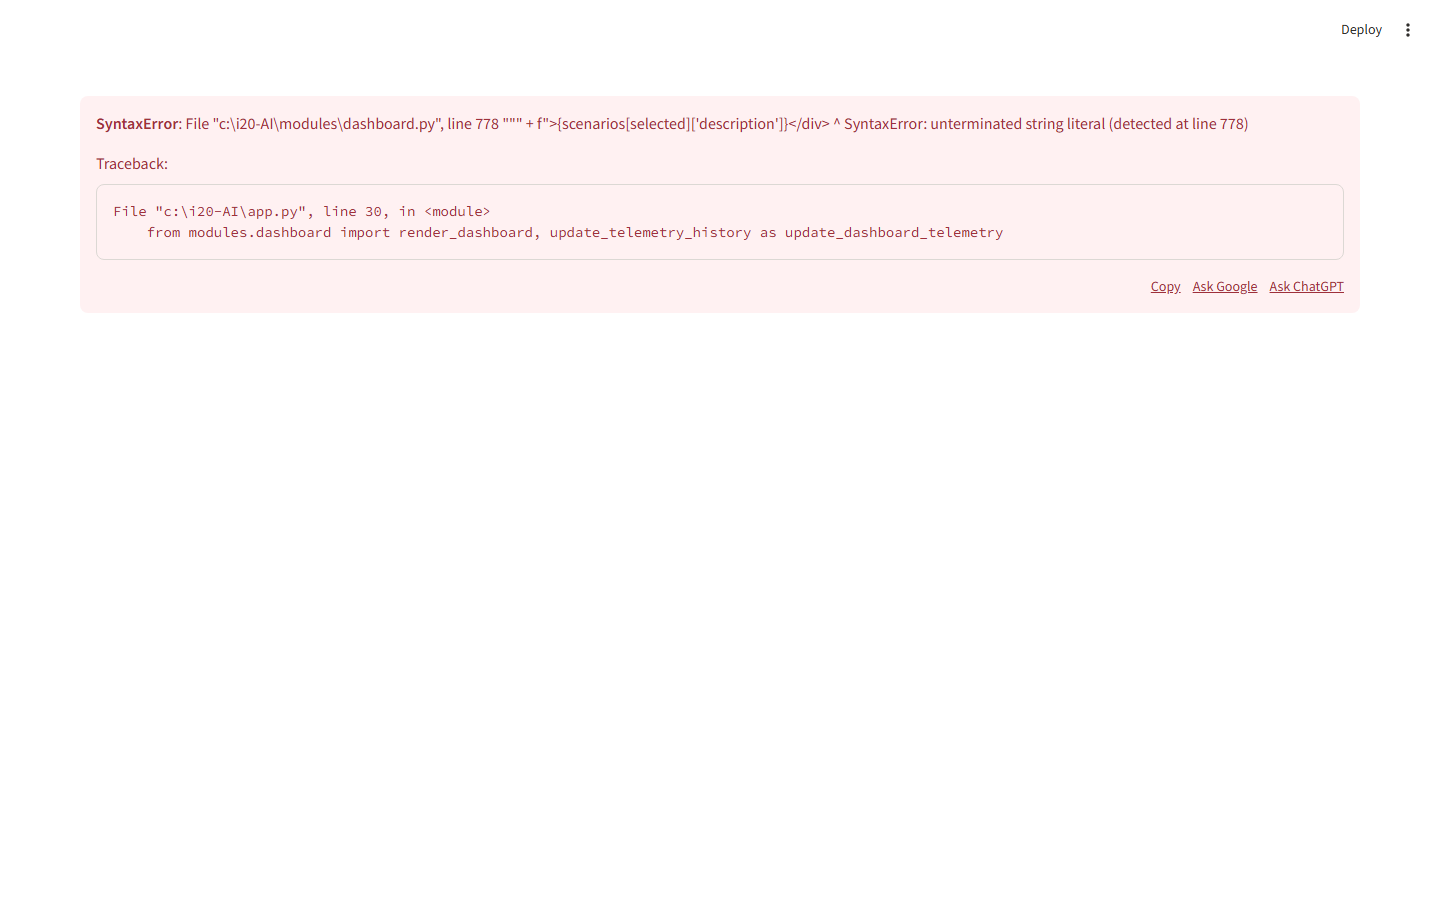 Deploy
SyntaxError: File "c:\i20-AI\modules\dashboard.py", line 778 """ + f">{scenarios[selected]['description']}</div> ^ SyntaxError: unterminated string literal (detected at line 778)
Traceback:
File "c:\i20-AI\app.py", line 30, in <module>
    from modules.dashboard import render_dashboard, update_telemetry_history as update_dashboard_telemetry
Copy Ask Google Ask ChatGPT